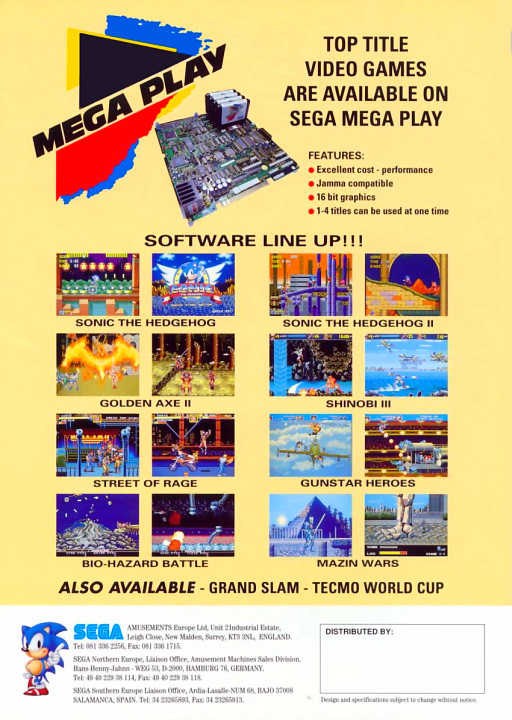 MEGA PLAY
TOP TITLE
VIDEO GAMES
ARE AVAILABLE ON
SEGA MEGA PLAY
FEATURES:
● Excellent cost - performance
● Jamma compatible
● 16 bit graphics
● 1-4 titles can be used at one time
SOFTWARE LINE UP!!!
SONIC THE HEDGEHOG
SONIC THE HEDGEHOG II
GOLDEN AXE II
SHINOBI III
STREET OF RAGE
GUNSTAR HEROES
BIO-HAZARD BATTLE
MAZIN WARS
ALSO AVAILABLE - GRAND SLAM - TECMO WORLD CUP
SEGA AMUSEMENTS Europe Ltd, Unit 2 Industrial Estate,
Leigh Close, New Malden, Surrey, KT3 3NL, ENGLAND.
Tel: 081 336 2256, Fax: 081 336 1715.
SEGA Northern Europe, Liaison Office, Amusement Machines Sales Division.
Hans-Henny-Jahnn - WEG 53, D-2000, HAMBURG 76, GERMANY.
Tel: 49 40 229 38 114, Fax: 49 40 229 38 118.
SEGA Southern Europe Liaison Office, Ardia-Lasalle-NUM 68, BAJO 37008
SALAMANCA, SPAIN. Tel: 34 23265893, Fax: 34 23265913.
DISTRIBUTED BY:
Design and specifications subject to change wihtout notice.